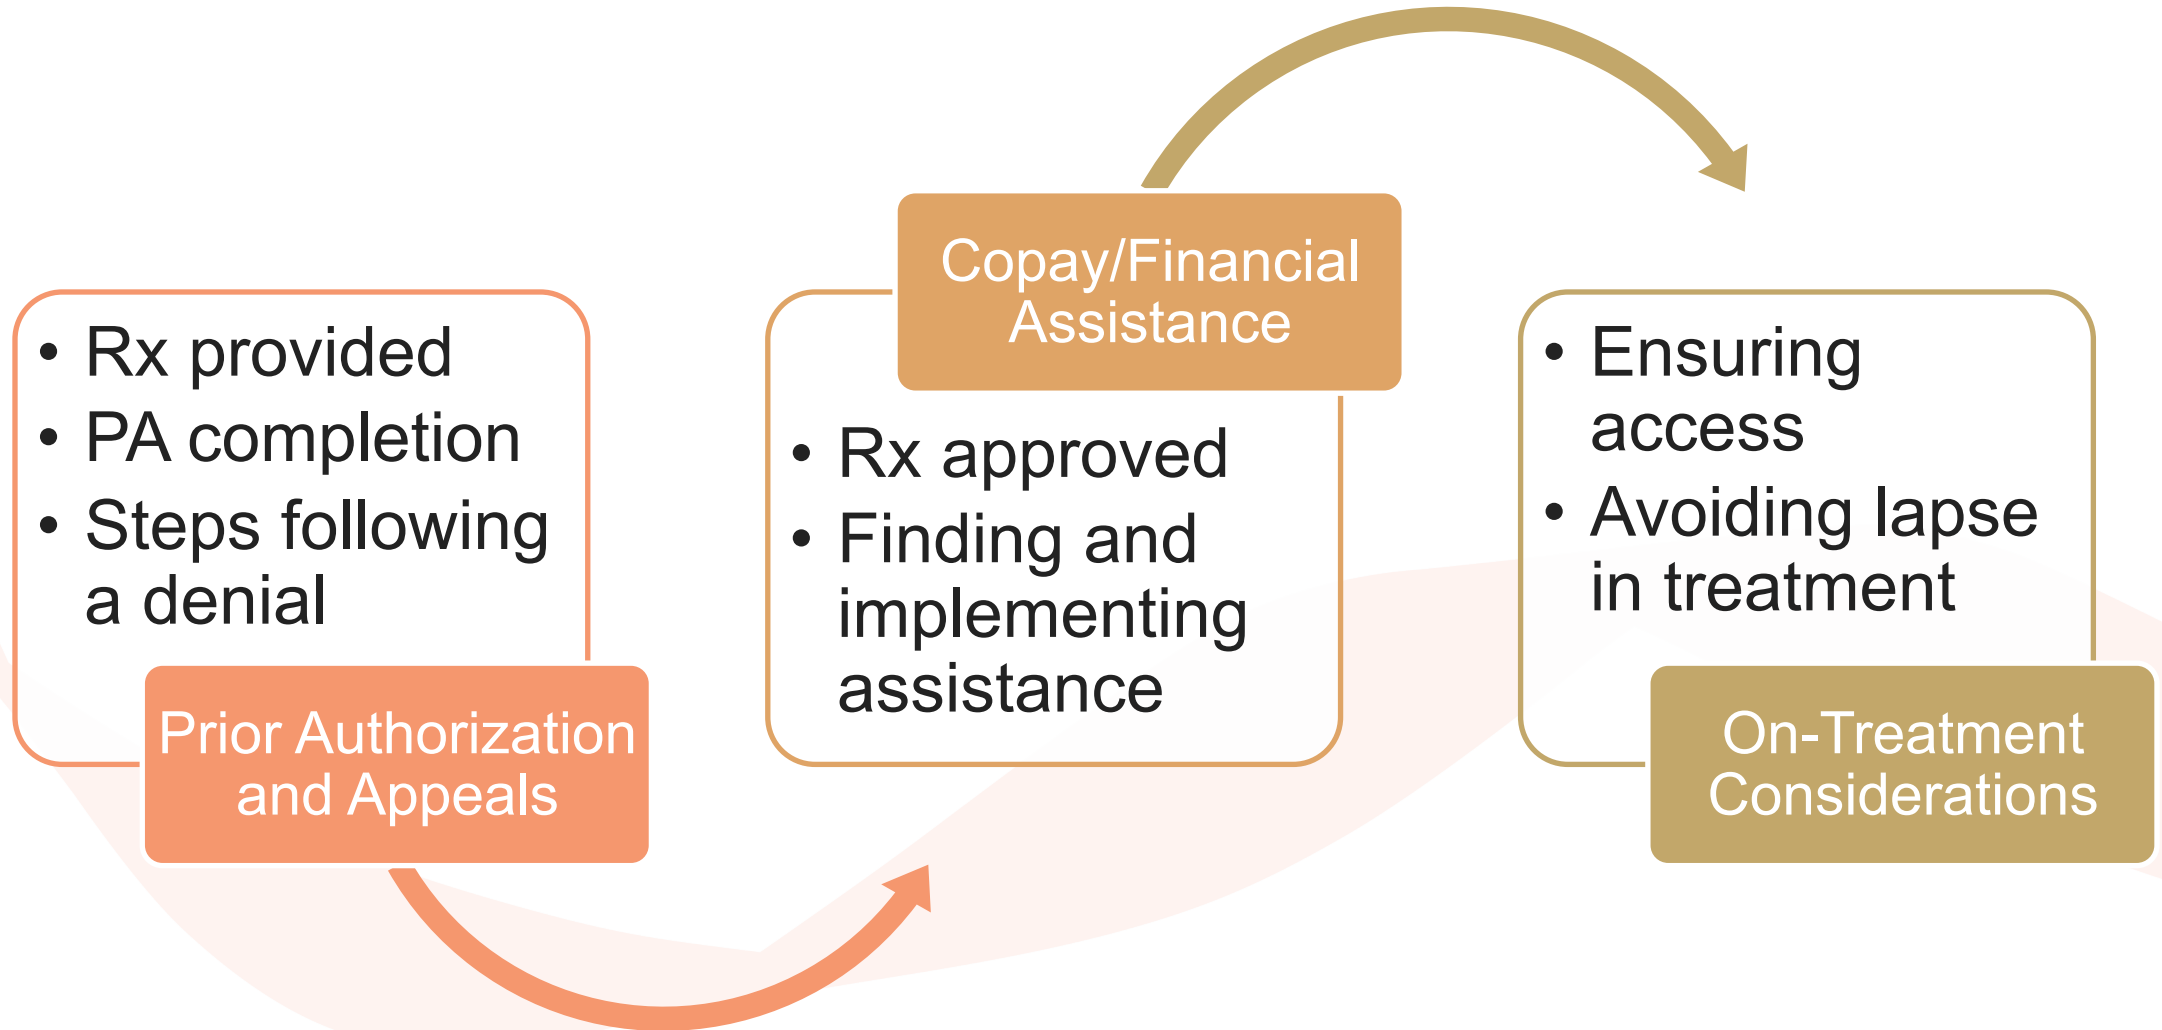 • Rx provided
• PA completion
• Steps following
a denial
Prior Authorization
and Appeals
Copay/Financial
Assistance
• Rx approved
• Finding and
implementing
assistance
• Ensuring
access
• Avoiding lapse
in treatment
On-Treatment
Considerations